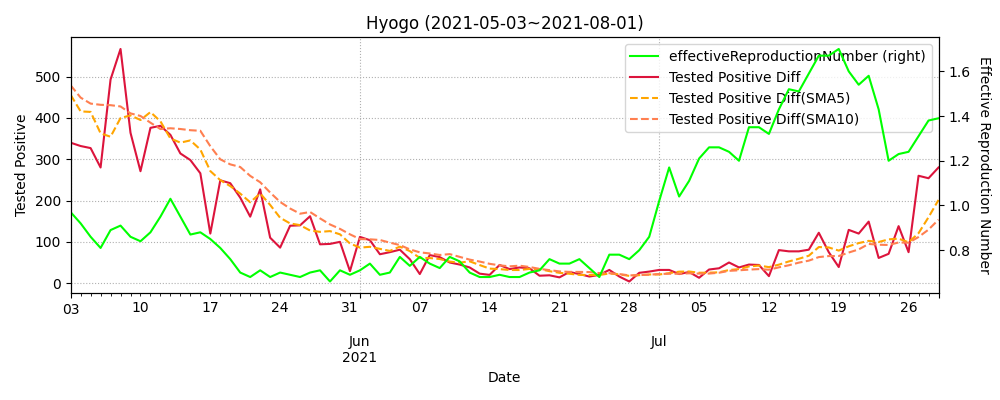 Hyogo (2021-05-03~2021-08-01)
effectiveReproductionNumber (right)
Tested Positive Diff
Tested Positive Diff(SMA5)
Tested Positive Diff(SMA10)
Tested Positive
500
400
300
200
100
0
1.6
1.4
1.2
1.0
0.8
Effective Reproduction Number
03 10 17 24 31 07 14 21 28 05 12 19 26
Jun Jul
2021
Date